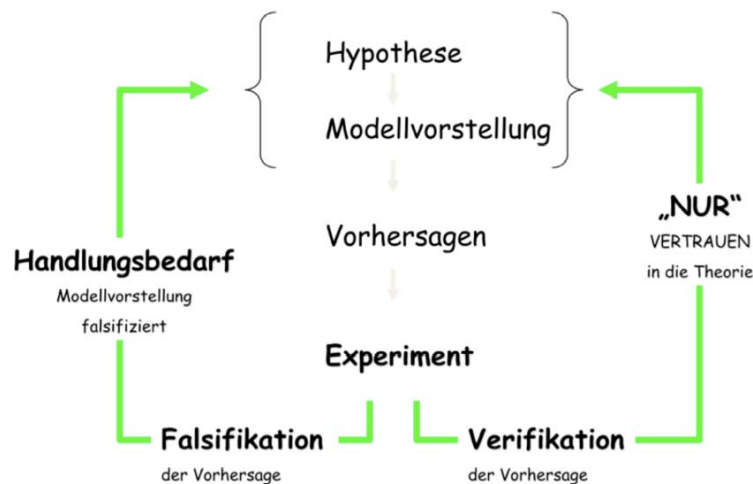 Hypothese
Modellvorstellung
Vorhersagen
Experiment
Handlungsbedarf
Modellvorstellung
falsifiziert
Falsifikation
der Vorhersage
Verifikation
der Vorhersage
„NUR“
VERTRAUEN
in die Theorie